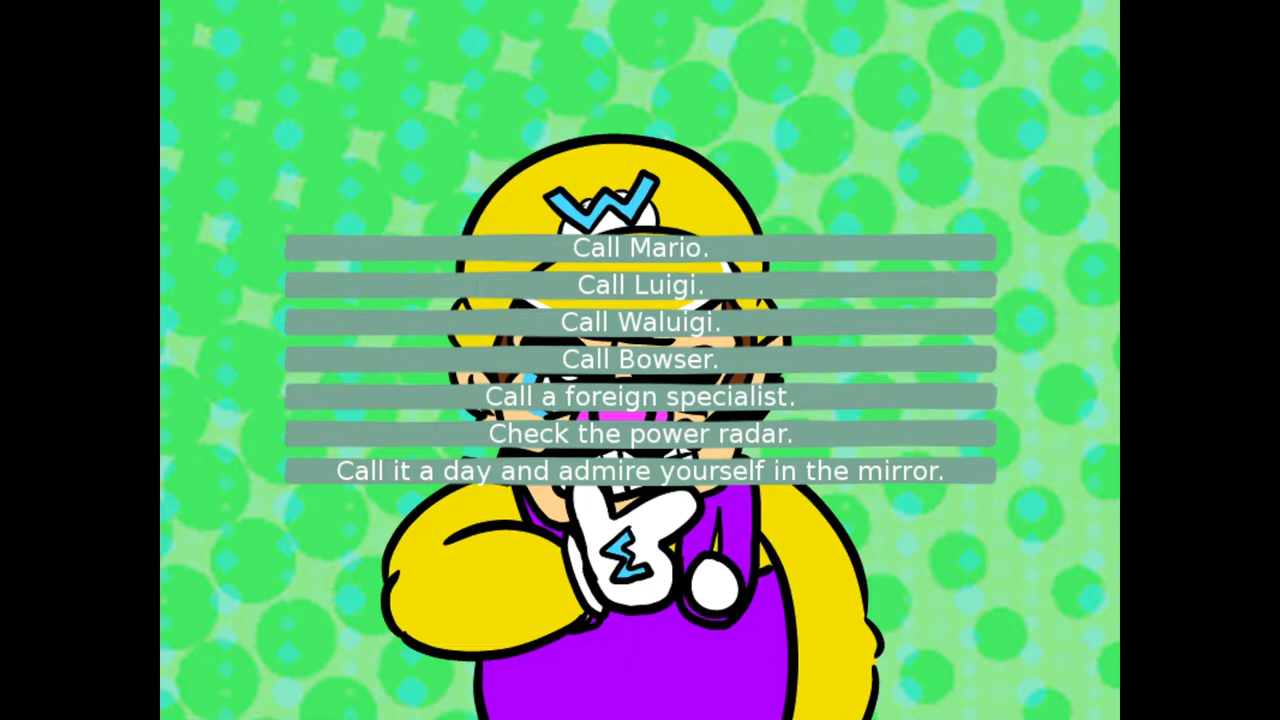 W
Call Mario.
Call Luigi.
Call Waluigi.
Call Bowser.
Call a foreign specialist.
Check the power radar.
Call it a day and admire yourself in the mirror.
W